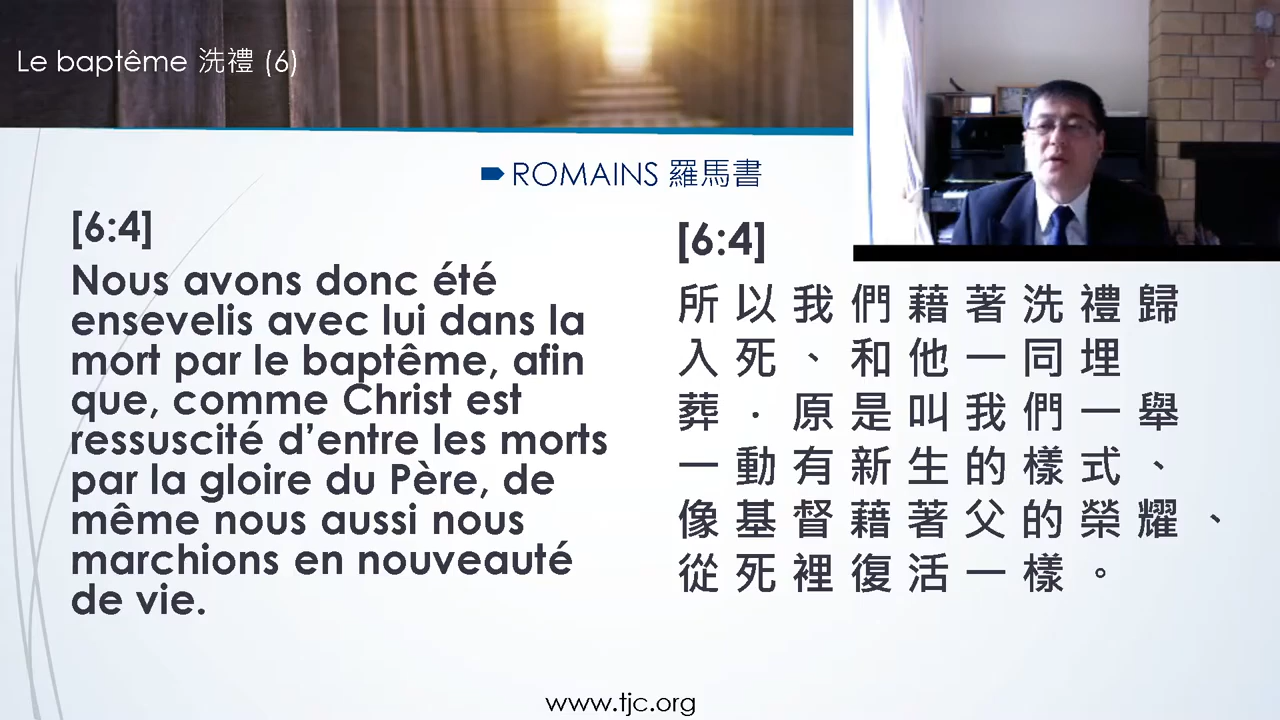 Le baptême 洗禮 (6)
ROMAINS 羅馬書
[6:4]
Nous avons donc été
ensevelis avec lui dans la
mort par le baptême, afin
que, comme Christ est
ressuscité d’entre les morts
par la gloire du Père, de
même nous aussi nous
marchions en nouveauté
de vie.
[6:4]
所以我們藉著洗禮歸
入死、和他一同埋
葬．原是叫我們一舉
一動有新生的樣式、
像基督藉著父的榮耀、
從死裡復活一樣。
www.tjc.org